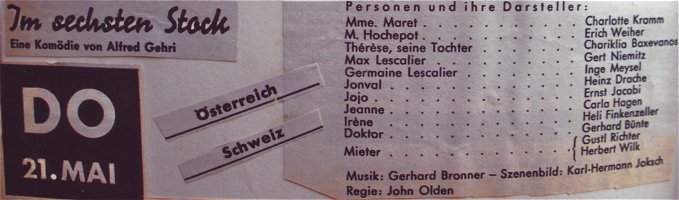 Im sechsten Stock
Eine Komödie von Alfred Gehri
DO
21. MAI
Österreich
Schweiz
Personen und ihre Darsteller:
Mme. Maret . . . . . . . . . . . . Charlotte Kramm
M. Hochepot . . . . . . . . . . . . Erich Weiher
Thérèse, seine Tochter . . . . . . . . Chariklia Baxevanos
Max Lescalier . . . . . . . . . . . . Gert Niemitz
Germaine Lescalier . . . . . . . . . . Inge Meysel
Jonval . . . . . . . . . . . . Heinz Drache
Jojo . . . . . . . . . . . . Ernst Jacobi
Jeanne . . . . . . . . . . . . Carla Hagen
Irène . . . . . . . . . . . . Heli Finkenzeller
Doktor . . . . . . . . . . . . Gerhard Bünte
Mieter . . . . . . . . . . . . { Gustl Richter
Herbert Wilk
Musik: Gerhard Bronner – Szenenbild: Karl-Hermann Joksch
Regie: John Olden